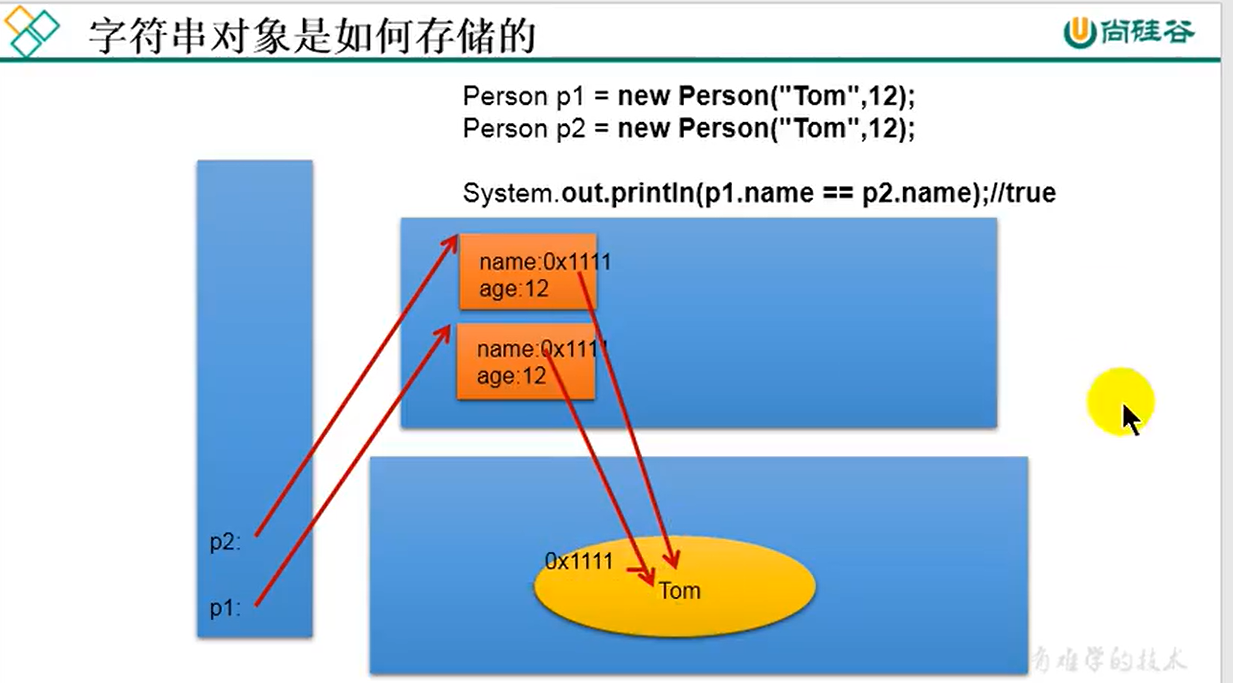 字符串对象是如何存储的
尚硅谷
Person p1 = new Person("Tom",12);
Person p2 = new Person("Tom",12);
System.out.println(p1.name == p2.name);//true
name:0x1111
age:12
name:0x1111
age:12
p2:
p1:
0x1111
Tom
有难学的技术